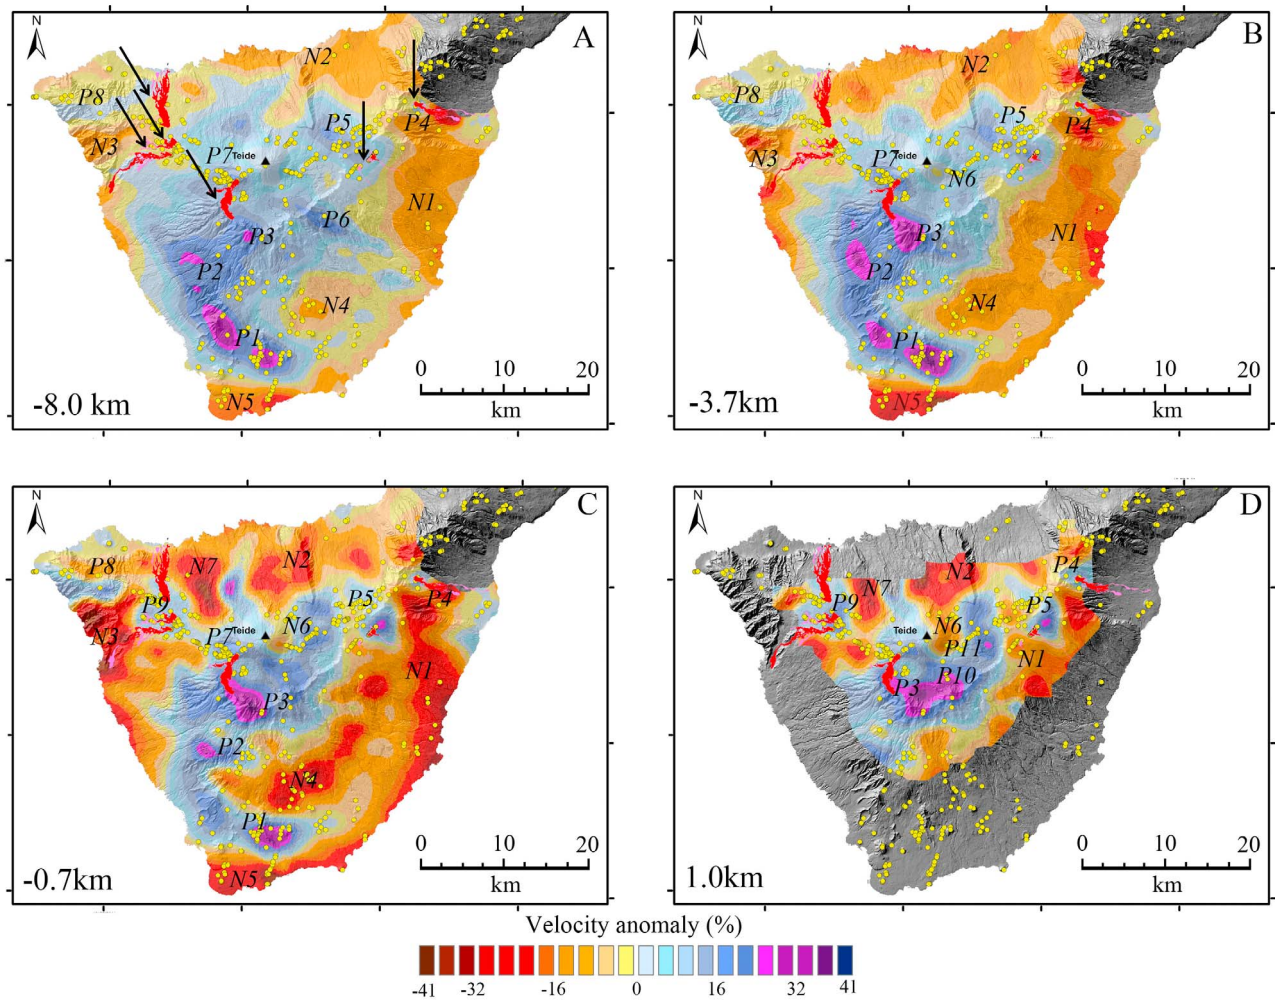 N
A
N2
P8
P5
P4
N3
P7 Teide
N1
P6
P3
P2
N4
P1
0 20
10
km
-8.0 km
N5
N
B
N2
P8
P5
P4
N3
P7 Teide
N6
N1
P3
P2
N4
P1
0 20
10
km
-3.7km
N5
N
C
N2
P8
N7
P9
P5
P4
N3
P7 Teide
N6
N1
P3
P2
N4
P1
0 20
10
km
-0.7km
N5
N
D
P4
N2
N7
P9
P5
Teide
N6
P11
N1
P3
P10
0 20
10
km
1.0km
Velocity anomaly (%)
-41 -32 -16 0 16 32 41